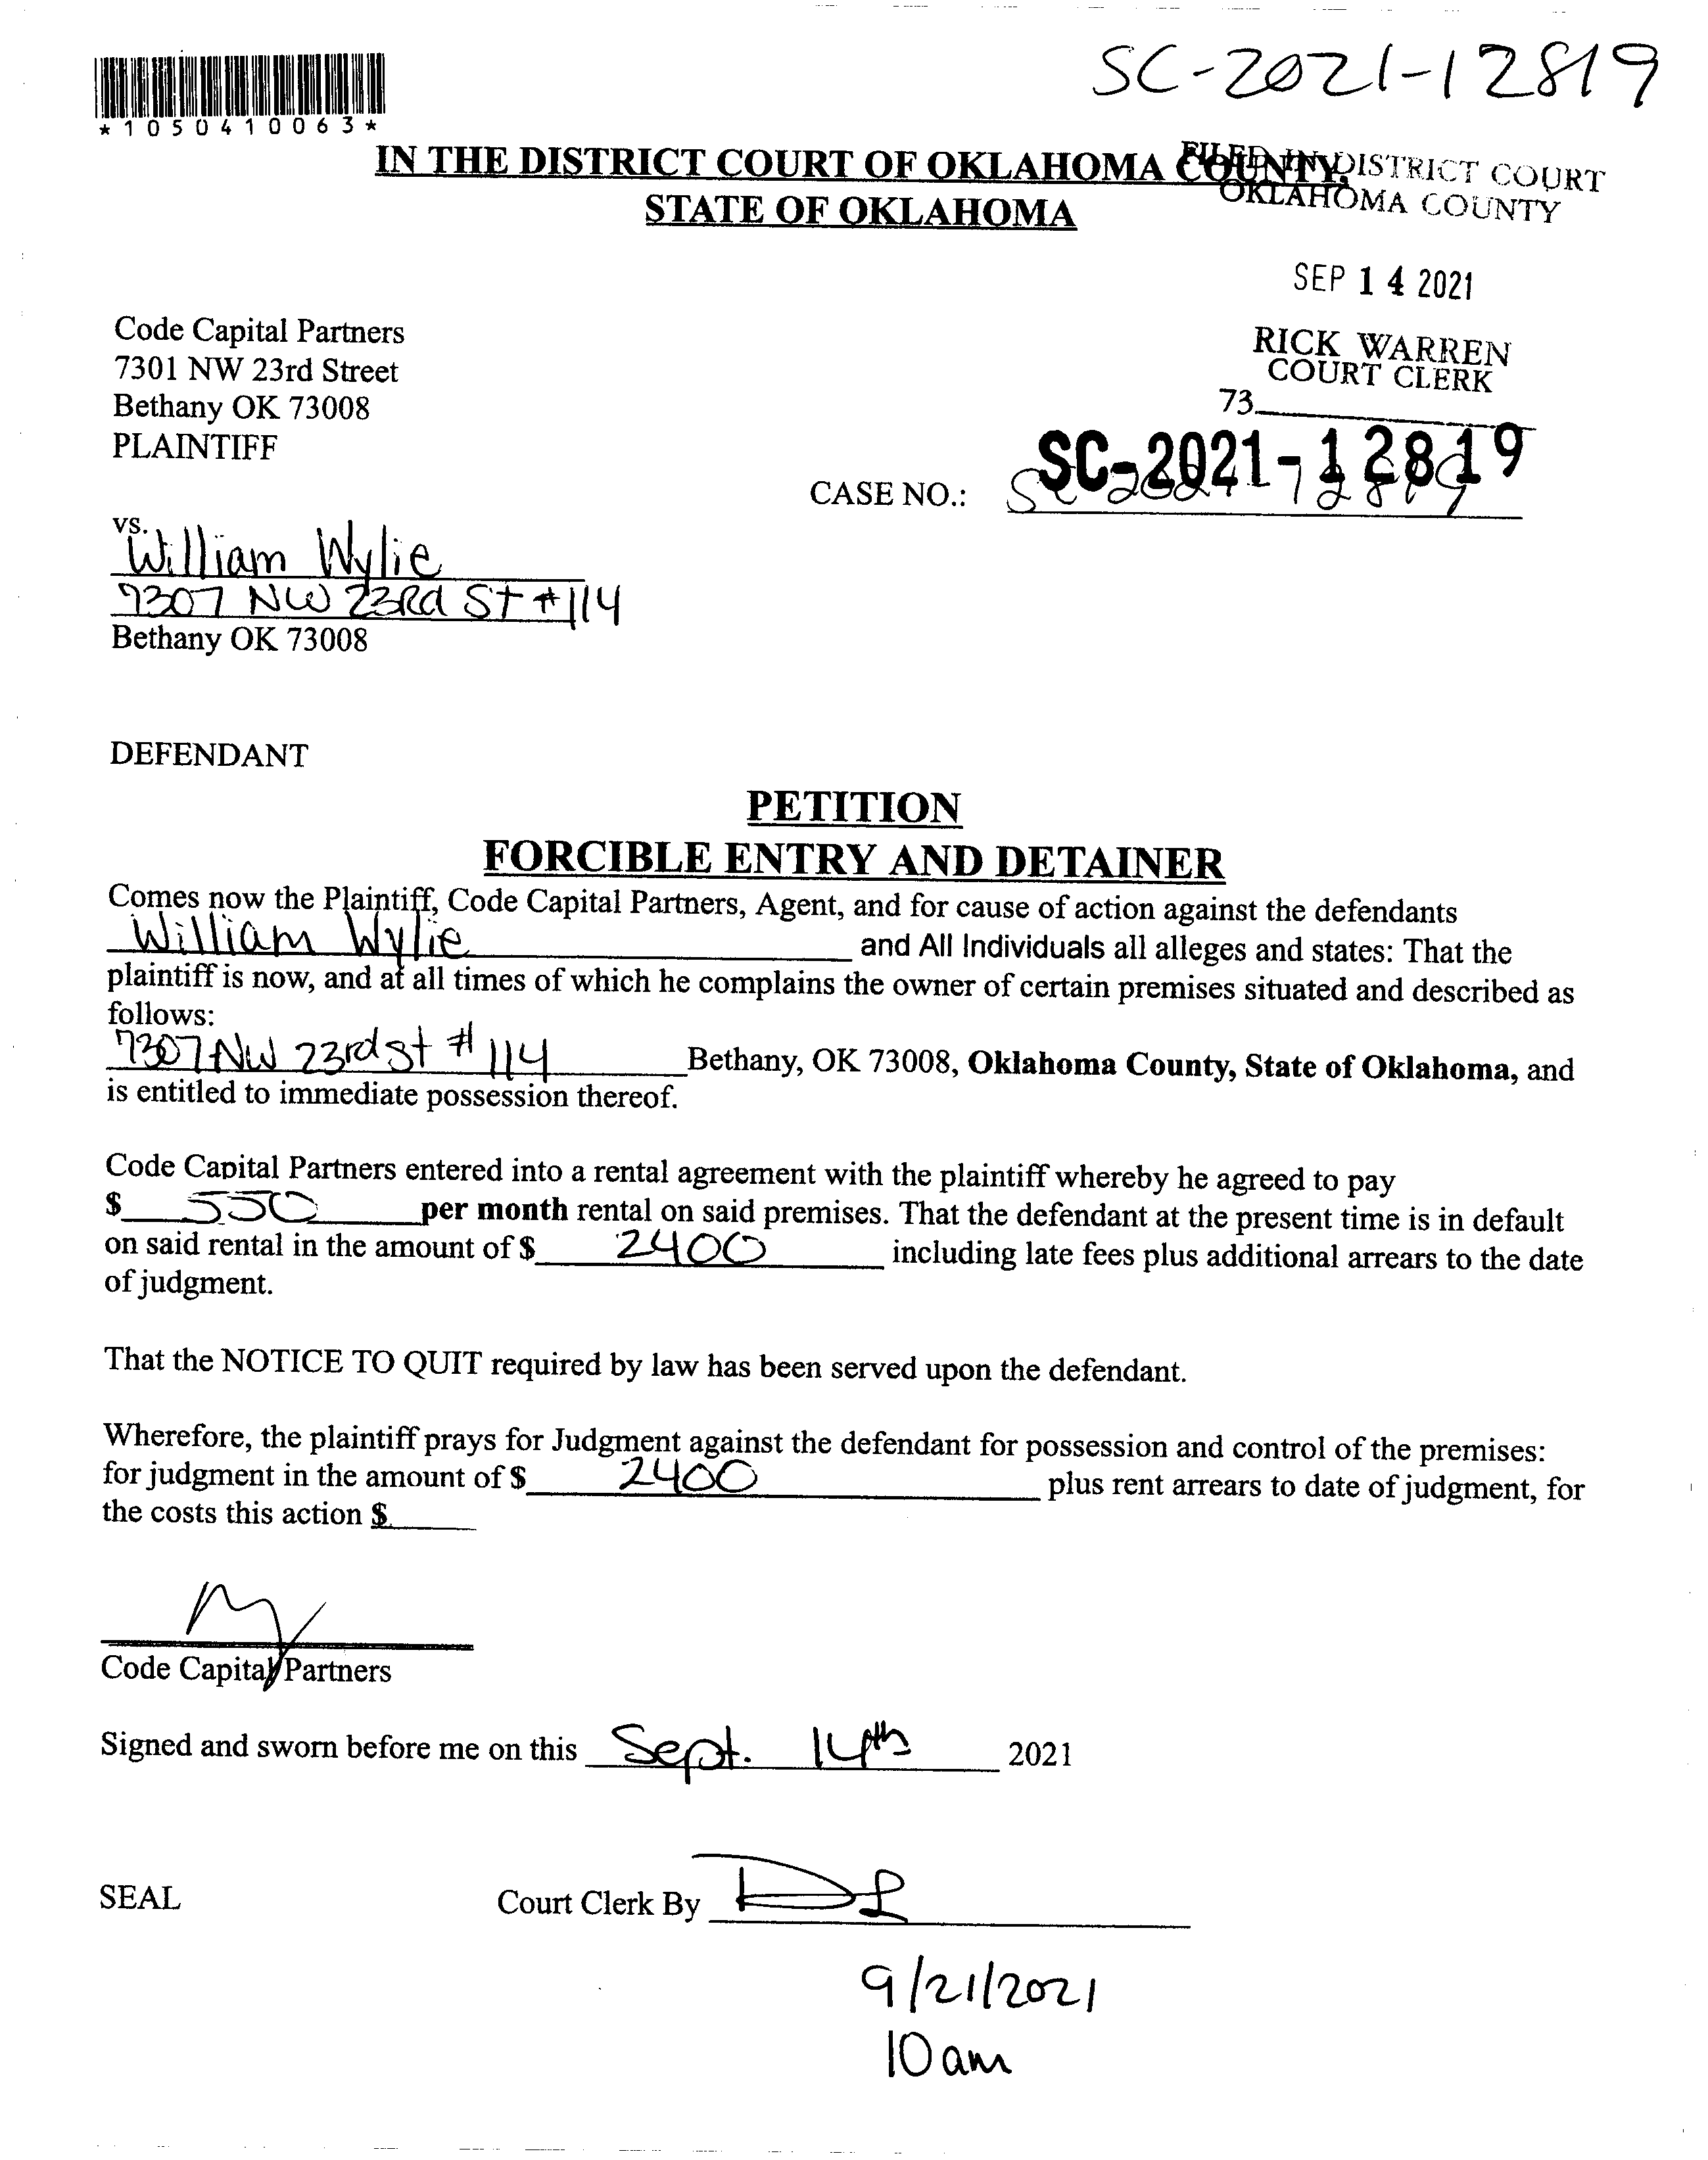 SC-2021-12819
*1050410063*
IN THE DISTRICT COURT OF OKLAHOMA COUNTY,
STATE OF OKLAHOMA
FILED IN DISTRICT COURT
OKLAHOMA COUNTY
SEP 14 2021
RICK WARREN
COURT CLERK
73
Code Capital Partners
7301 NW 23rd Street
Bethany OK 73008
PLAINTIFF
SC-2021-12819
CASE NO.: SC-2021-12819
vs.
William Wylie
7307 NW 23Rd St #114
Bethany OK 73008
DEFENDANT
PETITION
FORCIBLE ENTRY AND DETAINER
Comes now the Plaintiff, Code Capital Partners, Agent, and for cause of action against the defendants
William Wylie and All Individuals all alleges and states: That the
plaintiff is now, and at all times of which he complains the owner of certain premises situated and described as
follows:
7307 NW 23rd st # 114 Bethany, OK 73008, Oklahoma County, State of Oklahoma, and
is entitled to immediate possession thereof.
Code Capital Partners entered into a rental agreement with the plaintiff whereby he agreed to pay
$ 550 per month rental on said premises. That the defendant at the present time is in default
on said rental in the amount of $ 2400 including late fees plus additional arrears to the date
of judgment.
That the NOTICE TO QUIT required by law has been served upon the defendant.
Wherefore, the plaintiff prays for Judgment against the defendant for possession and control of the premises:
for judgment in the amount of $ 2400 plus rent arrears to date of judgment, for
the costs this action $
Code Capital Partners
Signed and sworn before me on this Sept. 14th 2021
SEAL Court Clerk By DL
9/21/2021
10 am